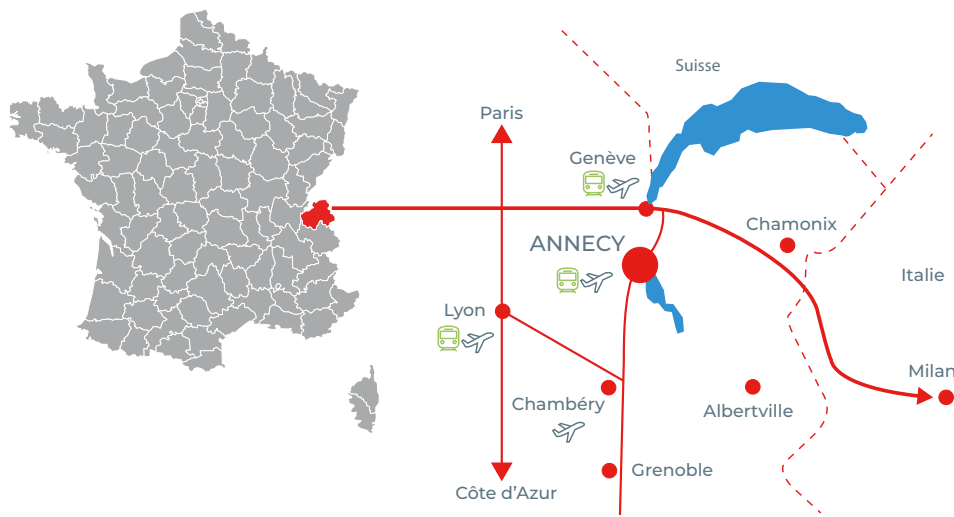 Suisse
Paris
Genève
Chamonix
ANNECY
Italie
Lyon
Milan
Chambéry
Albertville
Grenoble
Côte d’Azur